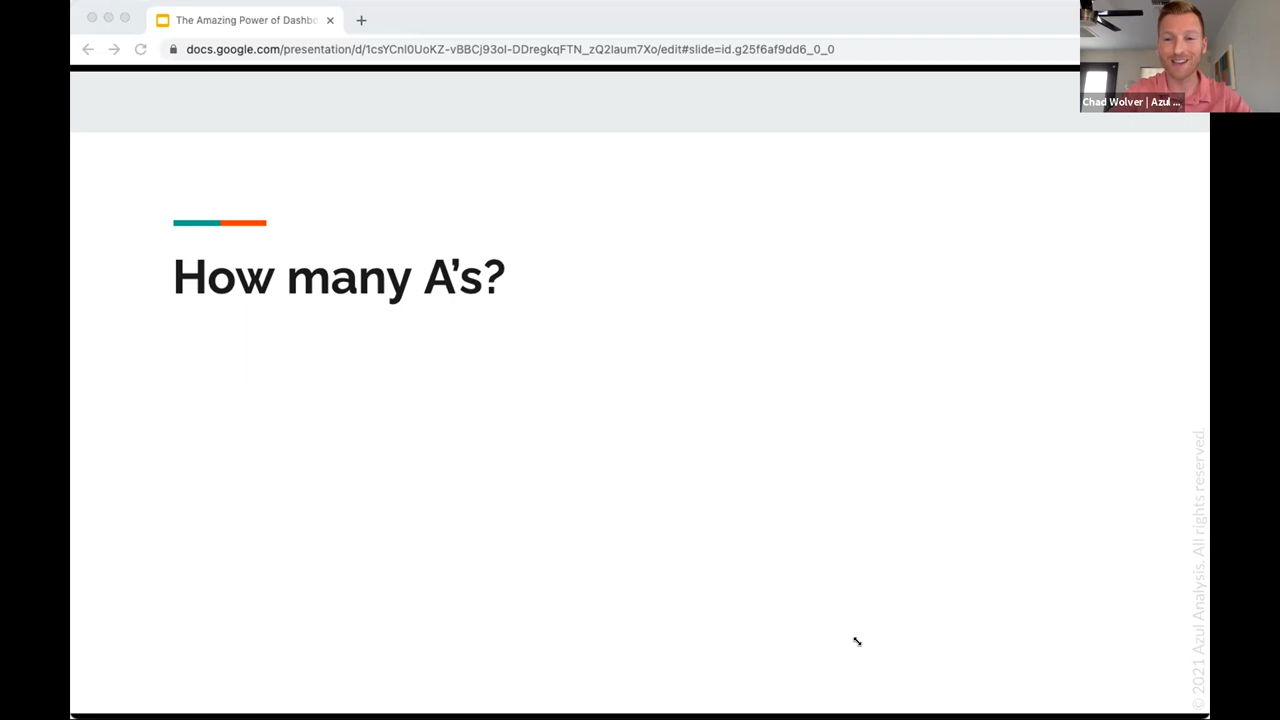 The Amazing Power of Dashbo
docs.google.com/presentation/d/1csYCnl0UoKZ-vBBCj93ol-DDregkqFTN_zQ2laum7Xo/edit#slide=id.g25f6af9dd6_0_0
Chad Wolver | Azul ...
How many A's?
© 2021 Azul Analysis. All rights reserved.